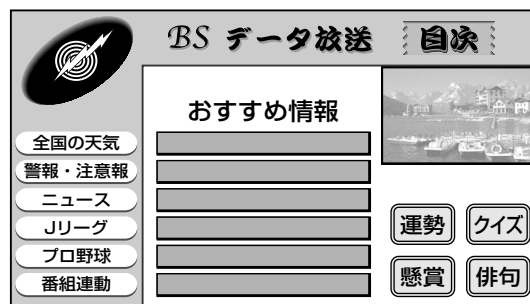 BS データ放送 目次
おすすめ情報
全国の天気
警報・注意報
ニュース
Jリーグ
プロ野球
番組連動
運勢 クイズ
懸賞 俳句